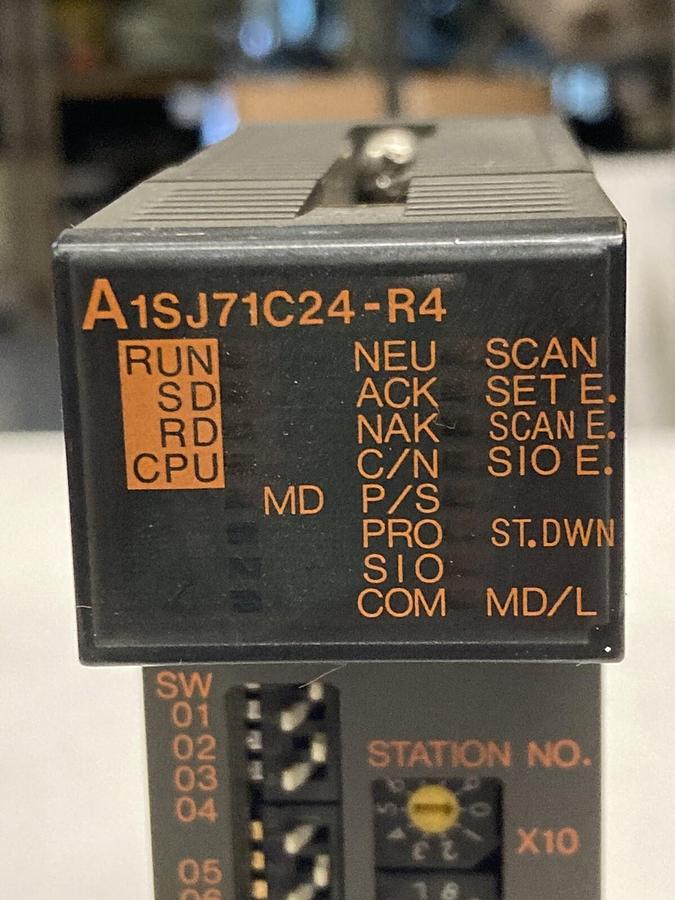 A1SJ71C24-R4
RUN NEU SCAN
SD ACK SET E.
RD NAK SCAN E.
CPU C/N SIO E.
MD P/S
PRO ST.DWN
SIO
COM MD/L
SW
01
02
03
04
05
STATION NO.
X10